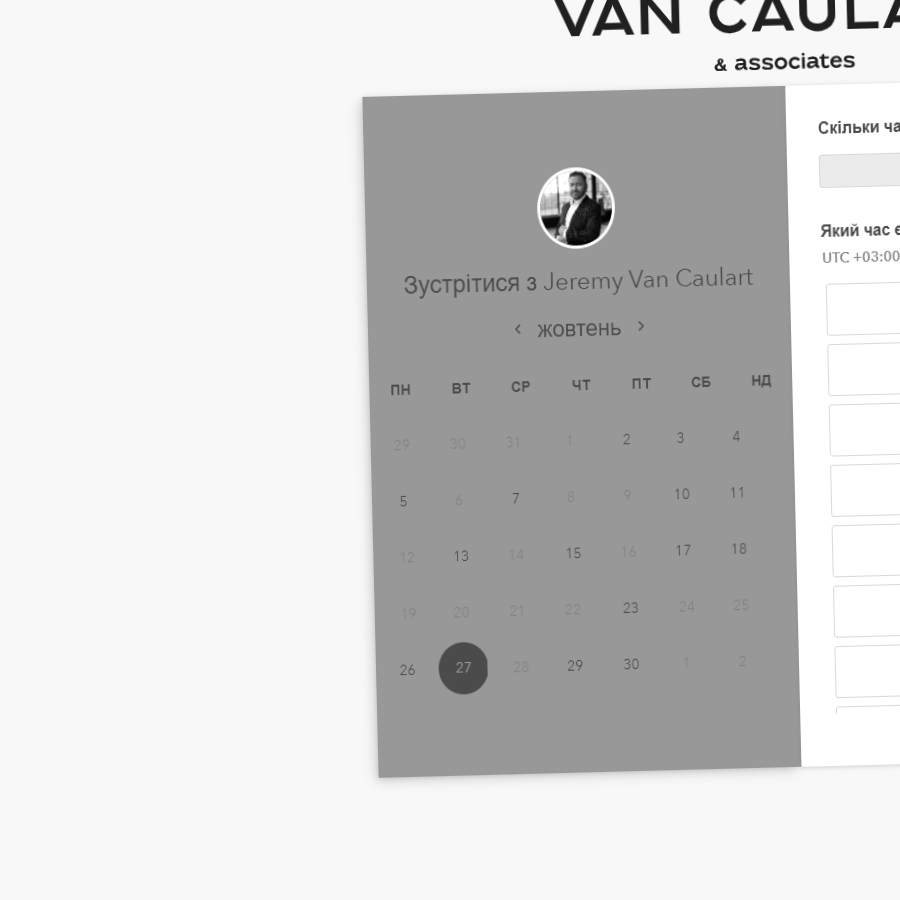 VAN CAULA
& associates
Зустрітися з Jeremy Van Caulart
жовтень
ПН ВТ СР ЧТ ПТ СБ НД
29 30 31 1 2 3 4
5 6 7 8 9 10 11
12 13 14 15 16 17 18
19 20 21 22 23 24 25
26 27 28 29 30 1 2
Скільки ча
Який час є
UTC +03:00